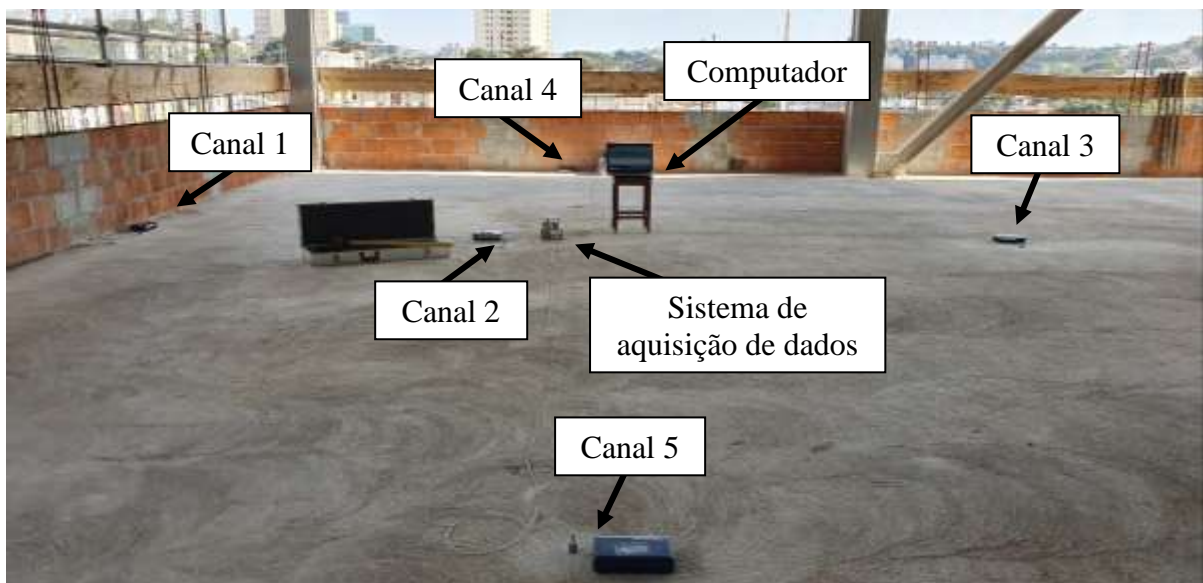 Canal 4
Computador
Canal 1
Canal 3
Canal 2
Sistema de
aquisição de dados
Canal 5